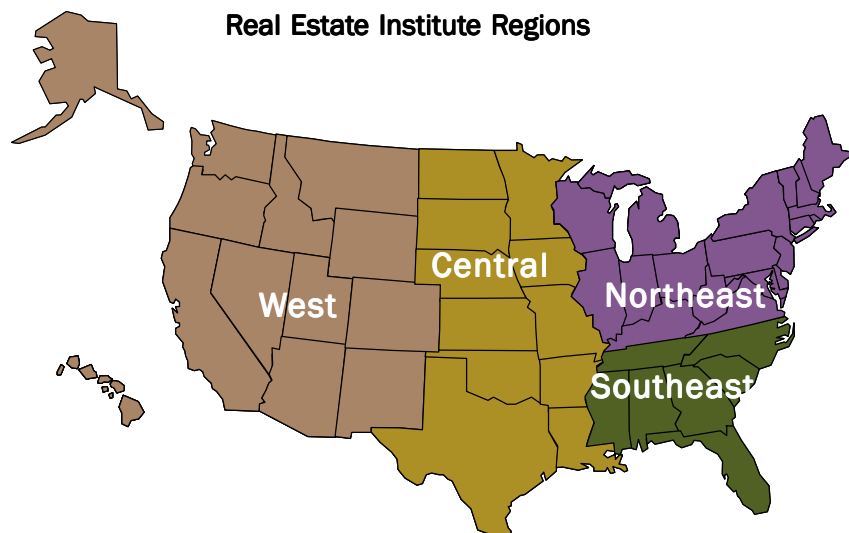 Real Estate Institute Regions
Central
West
Northeast
Southeast